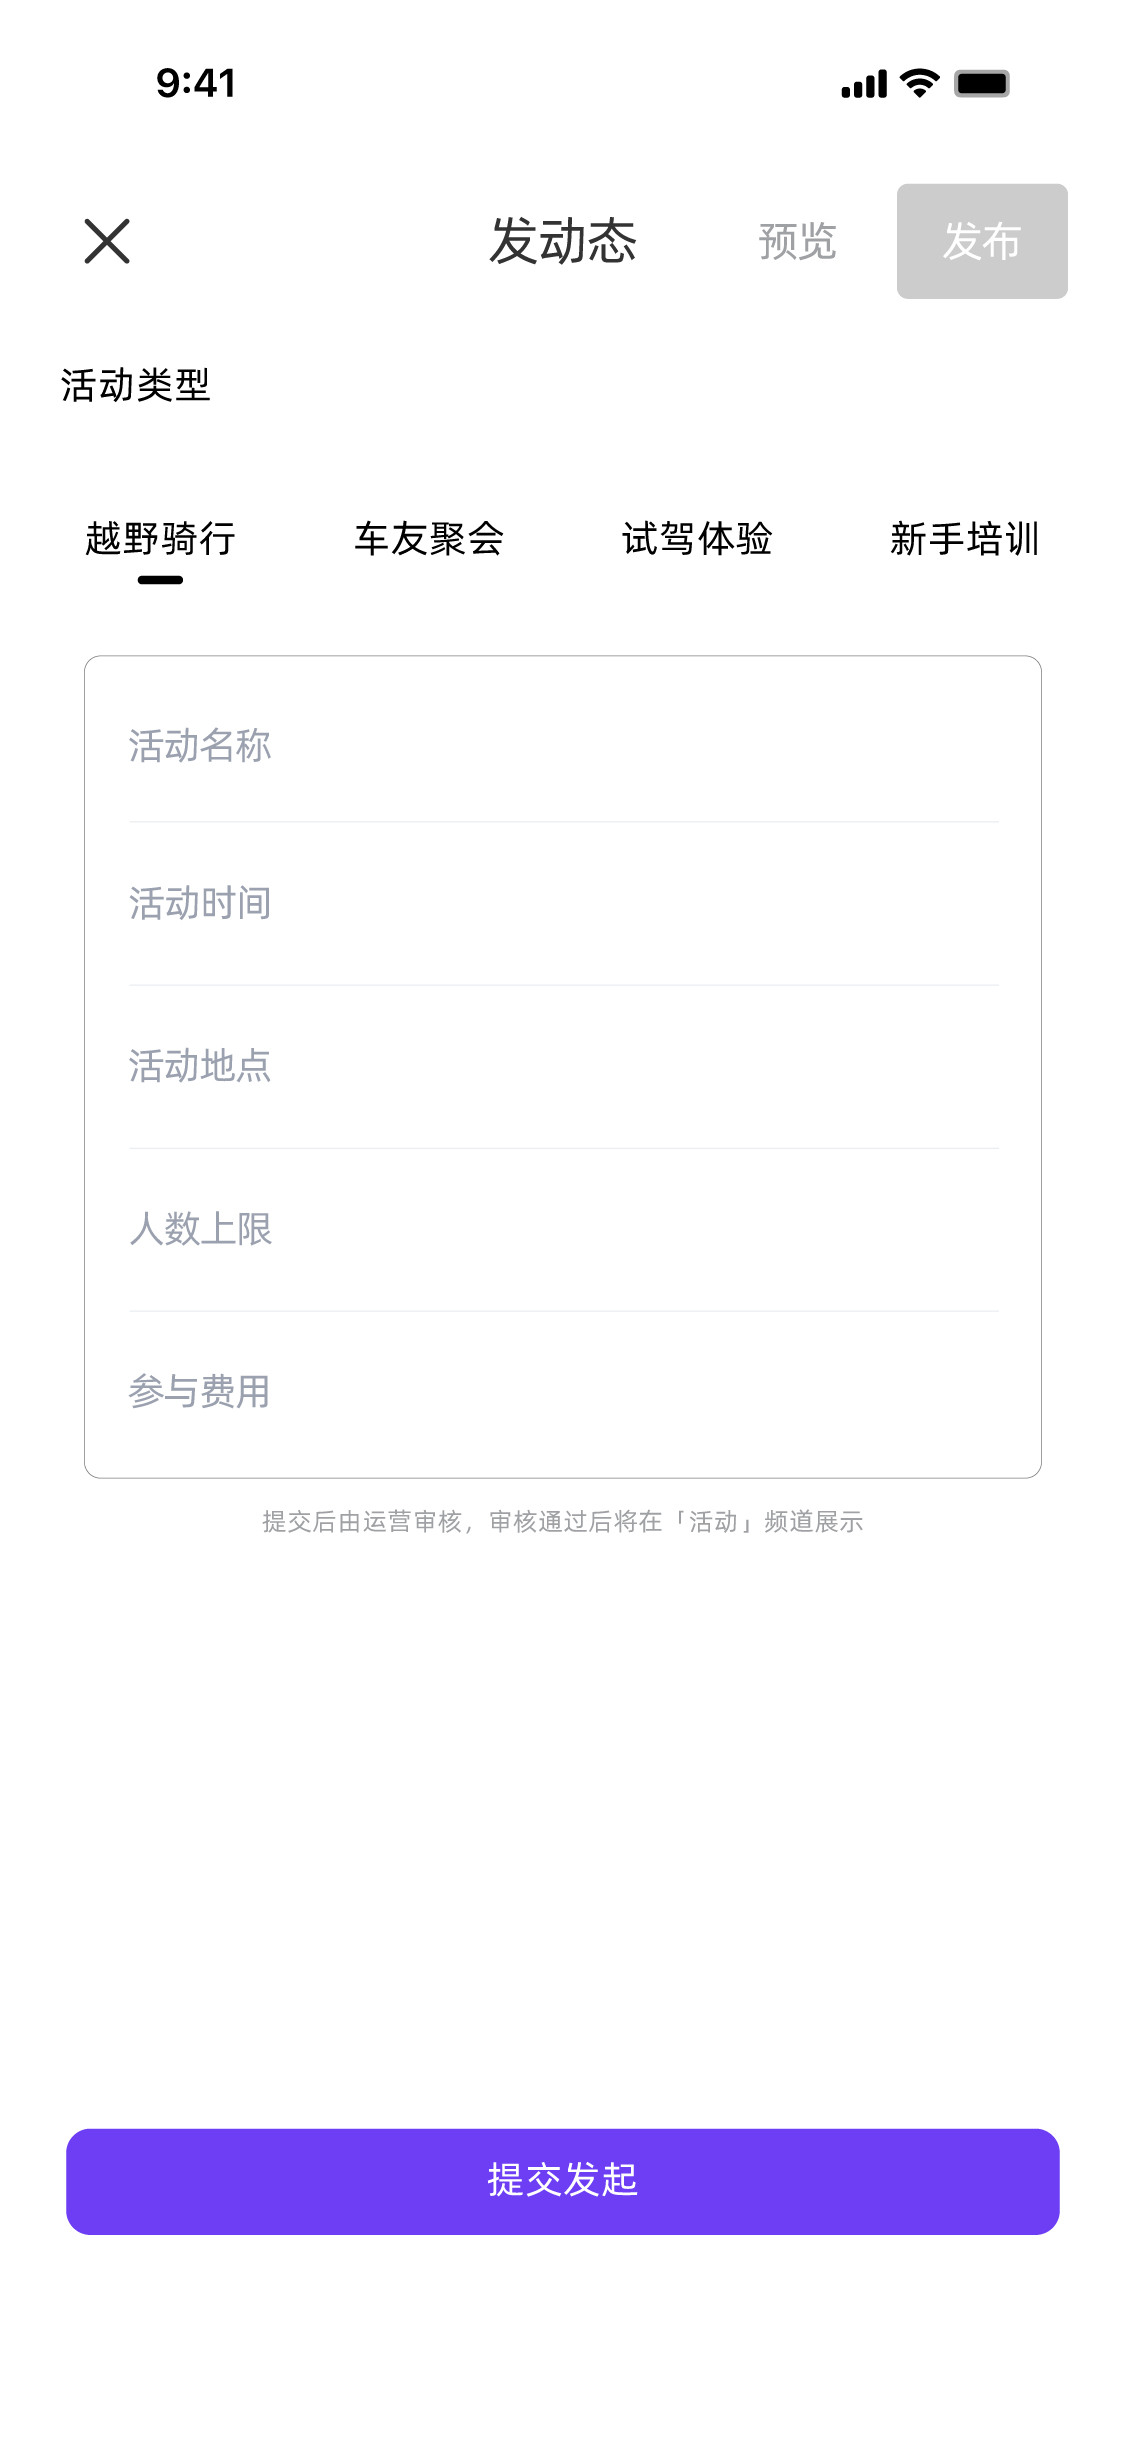 9:41
发动态 预览 发布
活动类型
越野骑行 车友聚会 试驾体验 新手培训
活动名称
活动时间
活动地点
人数上限
参与费用
提交后由运营审核，审核通过后将在「活动」频道展示
提交发起